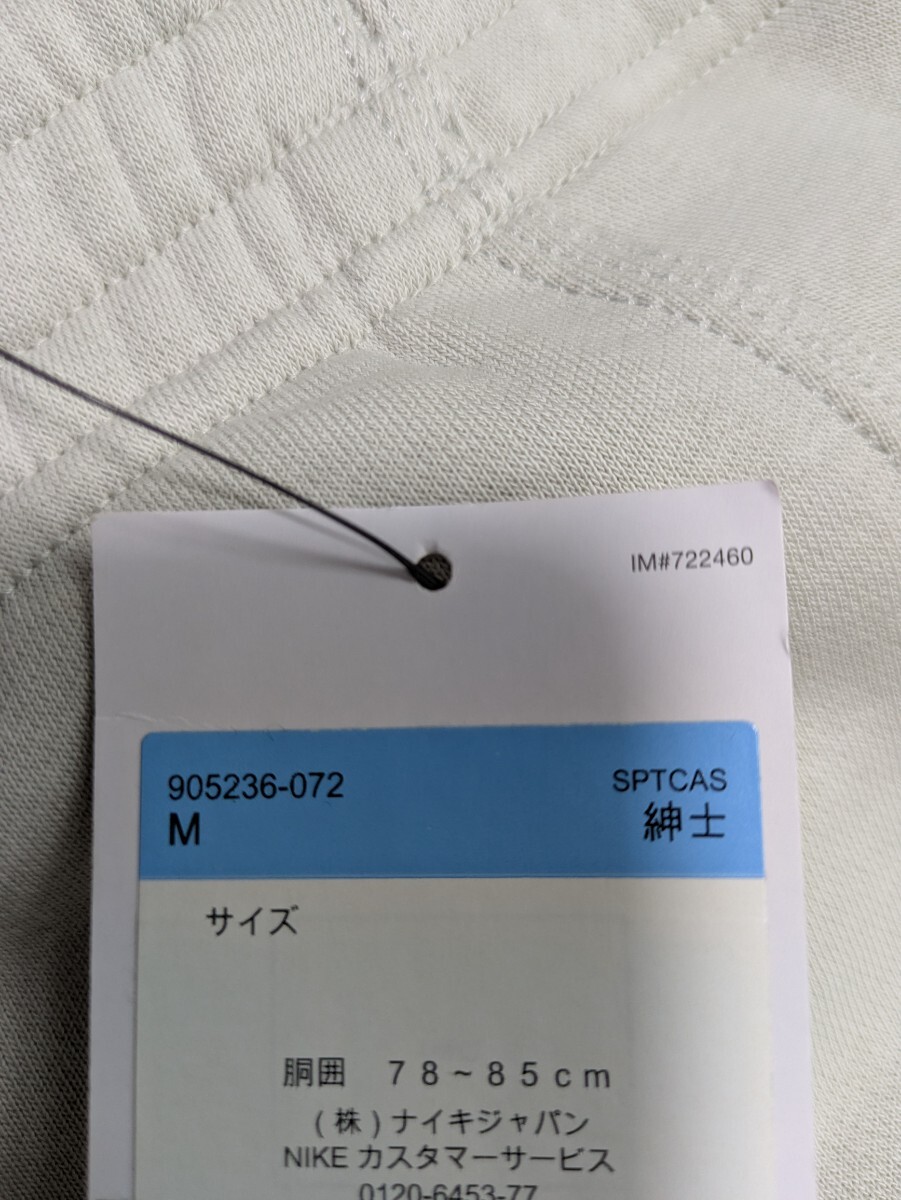 IM#722460
905236-072 SPTCAS
M 紳士
サイズ
胴囲 78~85cm
(株)ナイキジャパン
NIKE カスタマーサービス
0120-6453-77